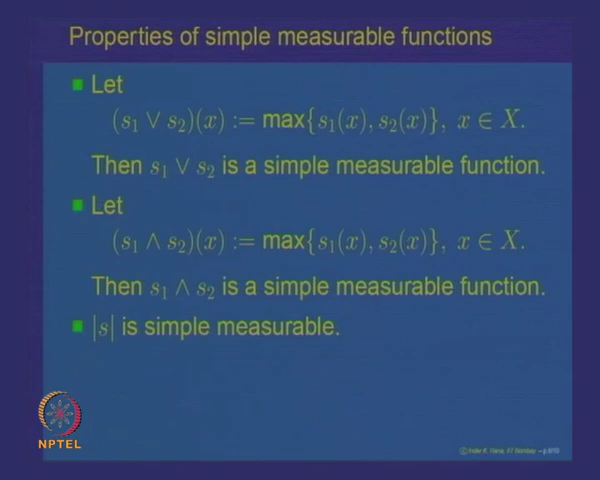 Properties of simple measurable functions
Let
(s₁ ∨ s₂)(x) := max{s₁(x), s₂(x)}, x ∈ X.
Then s₁ ∨ s₂ is a simple measurable function.
Let
(s₁ ∧ s₂)(x) := max{s₁(x), s₂(x)}, x ∈ X.
Then s₁ ∧ s₂ is a simple measurable function.
|s| is simple measurable.
NPTEL